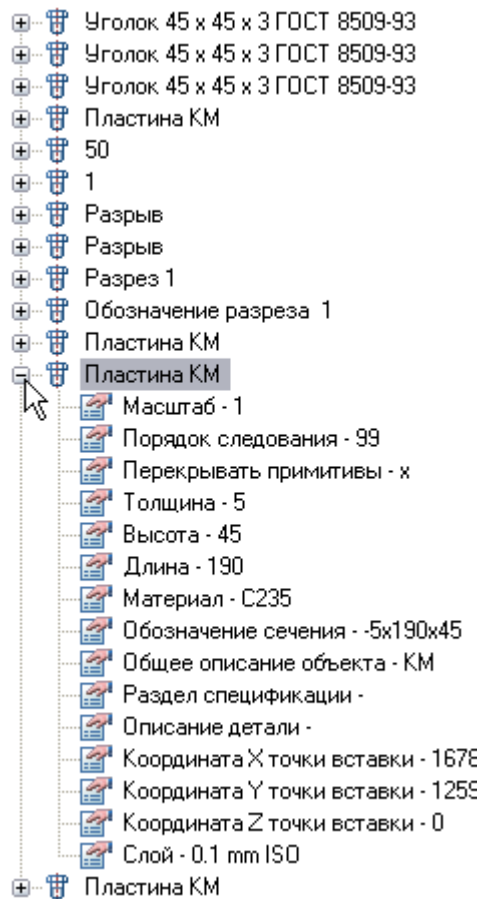 Уголок 45 x 45 x 3 ГОСТ 8509-93
Уголок 45 x 45 x 3 ГОСТ 8509-93
Уголок 45 x 45 x 3 ГОСТ 8509-93
Пластина КМ
50
1
Разрыв
Разрыв
Разрез 1
Обозначение разреза 1
Пластина КМ
Пластина КМ
Масштаб - 1
Порядок следования - 99
Перекрывать примитивы - x
Толщина - 5
Высота - 45
Длина - 190
Материал - С235
Обозначение сечения - -5x190x45
Общее описание объекта - КМ
Раздел спецификации -
Описание детали -
Координата X точки вставки - 1678
Координата Y точки вставки - 1259
Координата Z точки вставки - 0
Слой - 0.1 mm ISO
Пластина КМ